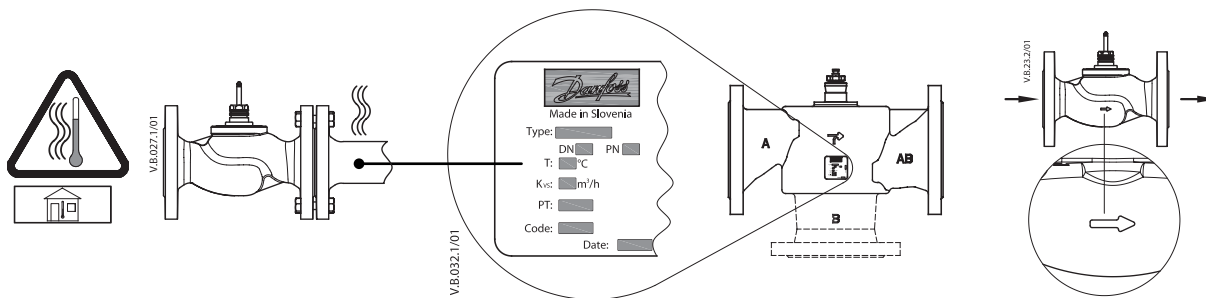 V.B.027.1/01
Danfoss
Made in Slovenia
Type:
DN PN
T: °C
Kvs: m³/h
PT:
Code:
Date:
V.B.032.1/01
A
AB
B
V.B.23.2/01